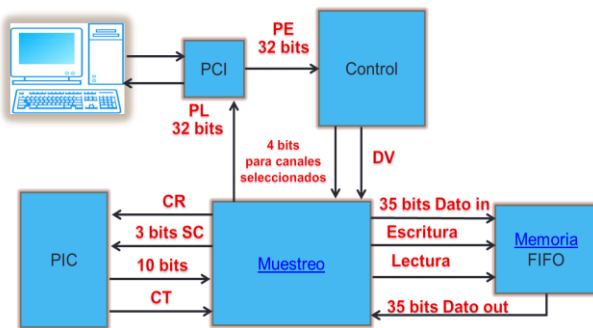 PE
32 bits
PCI
Control
PL
32 bits
4 bits
para canales
seleccionados
DV
CR
3 bits SC
10 bits
CT
PIC
Muestreo
35 bits Dato in
Escritura
Lectura
35 bits Dato out
Memoria
FIFO